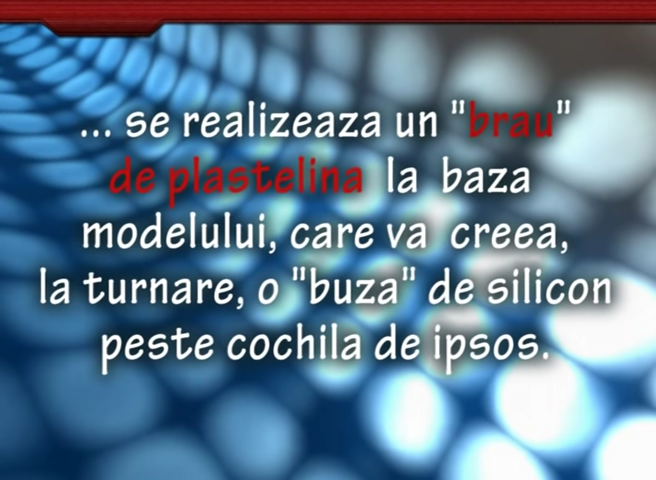 ... se realizeaza un "brau"
de plastelina la baza
modelului, care va creea,
la turnare, o "buza" de silicon
peste cochila de ipsos.